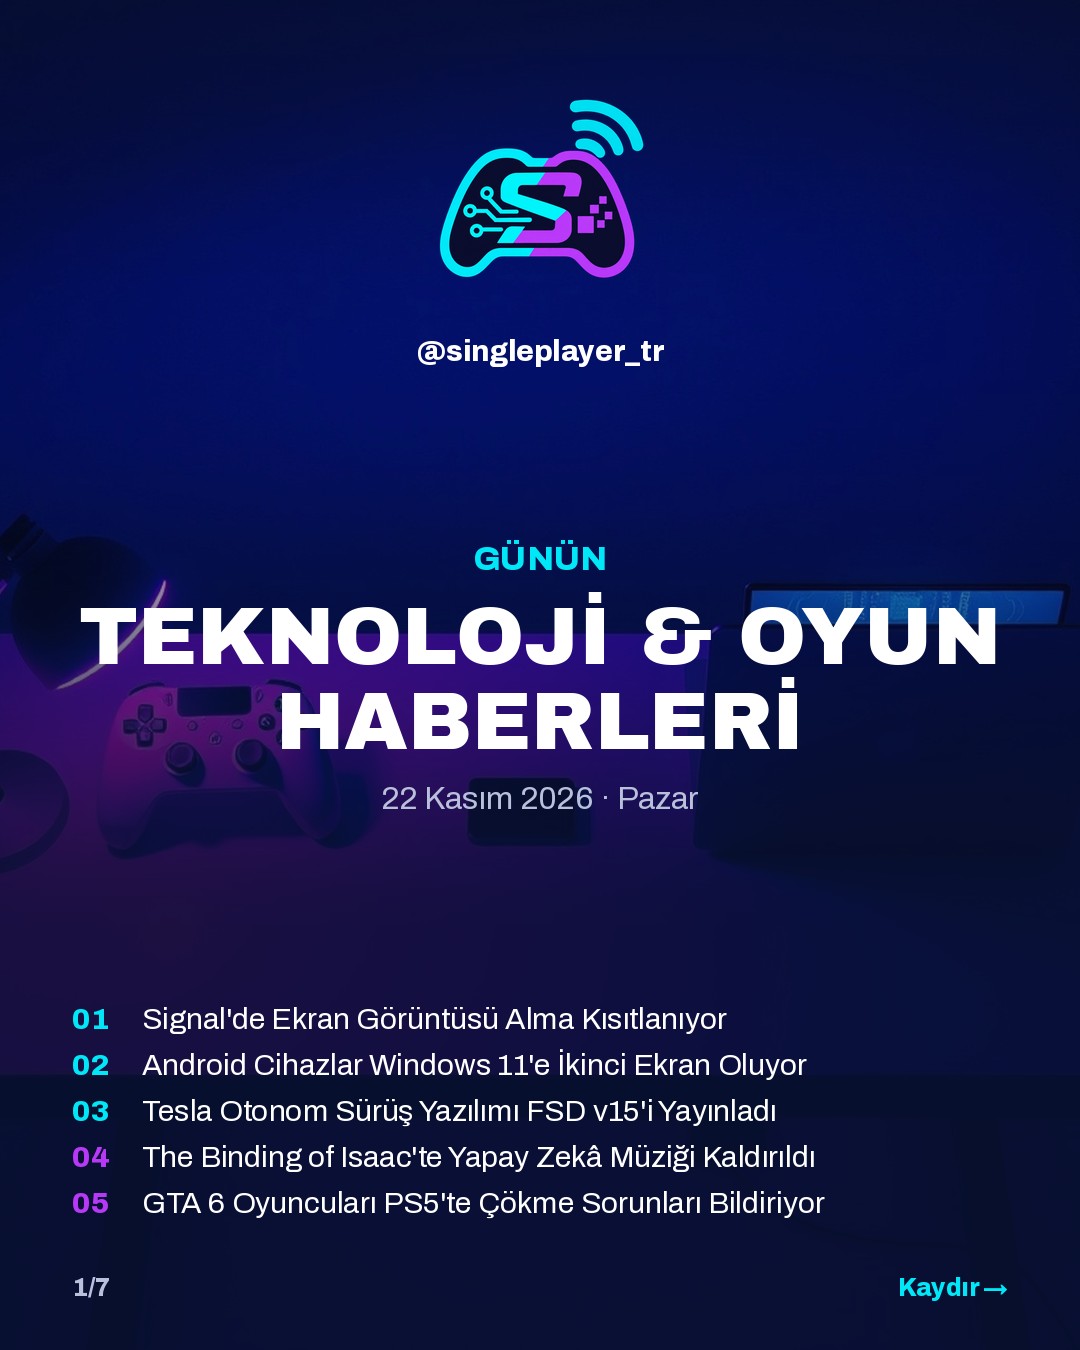 @singleplayer_tr
GÜNÜN
TEKNOLOJİ & OYUN
HABERLERİ
22 Kasım 2026 · Pazar
01 Signal'de Ekran Görüntüsü Alma Kısıtlanıyor
02 Android Cihazlar Windows 11'e İkinci Ekran Oluyor
03 Tesla Otonom Sürüş Yazılımı FSD v15'i Yayınladı
04 The Binding of Isaac'te Yapay Zekâ Müziği Kaldırıldı
05 GTA 6 Oyuncuları PS5'te Çökme Sorunları Bildiriyor
1/7
Kaydır→